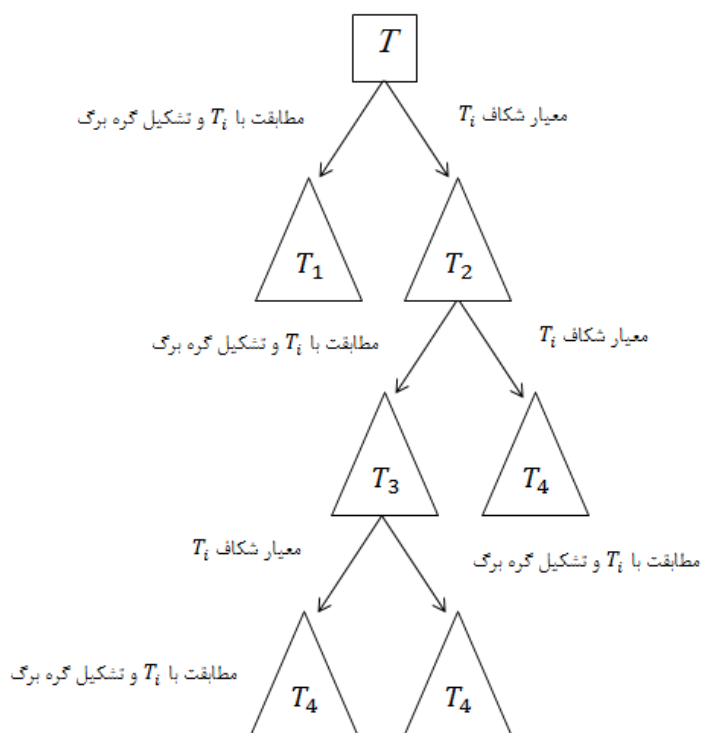 T
معیار شکاف Ti
مطابقت با Ti و تشکیل گره برگ
T1
T2
معیار شکاف Ti
مطابقت با Ti و تشکیل گره برگ
T3
T4
معیار شکاف Ti
مطابقت با Ti و تشکیل گره برگ
مطابقت با Ti و تشکیل گره برگ
T4
T4